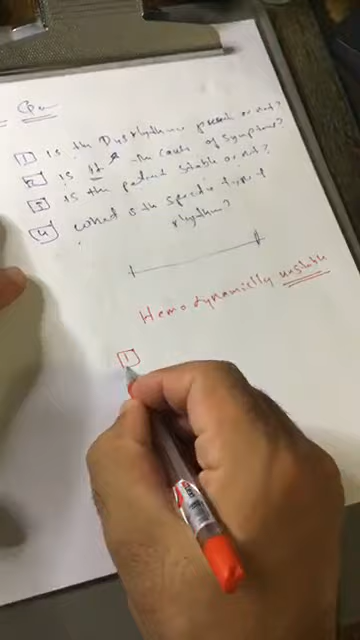 1 Is the Dysrhythmia present or not?
2 is it the cause of symptoms?
3 is the patient stable or not?
4 what is the specific type of
rhythm?
Hemodynamically unstable
1